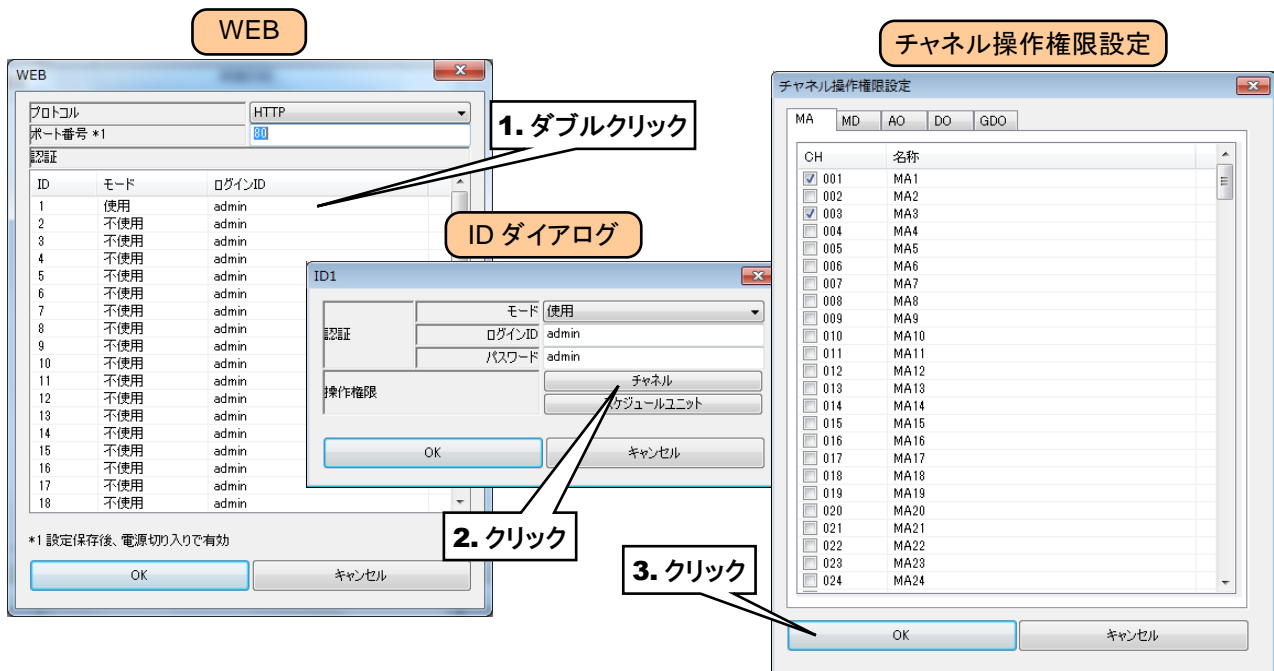 WEB
WEB
プロトコル HTTP
ポート番号 *1 80
認証
ID モード ログインID
1 使用 admin
2 不使用 admin
3 不使用 admin
4 不使用 admin
5 不使用 admin
6 不使用 admin
7 不使用 admin
8 不使用 admin
9 不使用 admin
10 不使用 admin
11 不使用 admin
12 不使用 admin
13 不使用 admin
14 不使用 admin
15 不使用 admin
16 不使用 admin
17 不使用 admin
18 不使用 admin
*1 設定保存後、電源切り入りで有効
OK キャンセル
1. ダブルクリック
ID ダイアログ
ID1
認証
モード 使用
ログインID admin
パスワード admin
操作権限
チャネル
スケジュールユニット
OK キャンセル
2. クリック
チャネル操作権限設定
チャネル操作権限設定
MA MD AO DO GDO
CH 名称
001 MA1
002 MA2
003 MA3
004 MA4
005 MA5
006 MA6
007 MA7
008 MA8
009 MA9
010 MA10
011 MA11
012 MA12
013 MA13
014 MA14
015 MA15
016 MA16
017 MA17
018 MA18
019 MA19
020 MA20
021 MA21
022 MA22
023 MA23
024 MA24
3. クリック
OK キャンセル